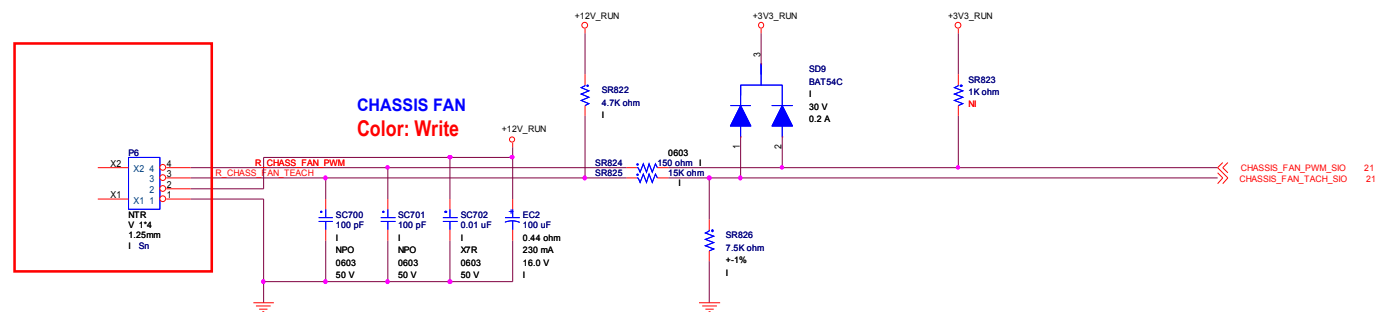 +12V_RUN
+3V3_RUN
+3V3_RUN
3
SD9
BAT54C
I
30 V
0.2 A
SR823
1K ohm
NI
SR822
4.7K ohm
I
CHASSIS FAN
Color: Write
+12V_RUN
1
2
P6
X2
X2 4
4
R_CHASS_FAN_PWM
SR824
0603
150 ohm I
CHASSIS_FAN_PWM_SIO 21
3
3
R_CHASS_FAN_TEACH
SR825
15K ohm
I
CHASSIS_FAN_TACH_SIO 21
2
2
X1
X1 1
1
NTR
V 1*4
1.25mm
I Sn
SC700
100 pF
I
NPO
0603
50 V
SC701
100 pF
I
NPO
0603
50 V
SC702
0.01 uF
I
X7R
0603
50 V
EC2
100 uF
0.44 ohm
230 mA
16.0 V
I
SR826
7.5K ohm
+-1%
I